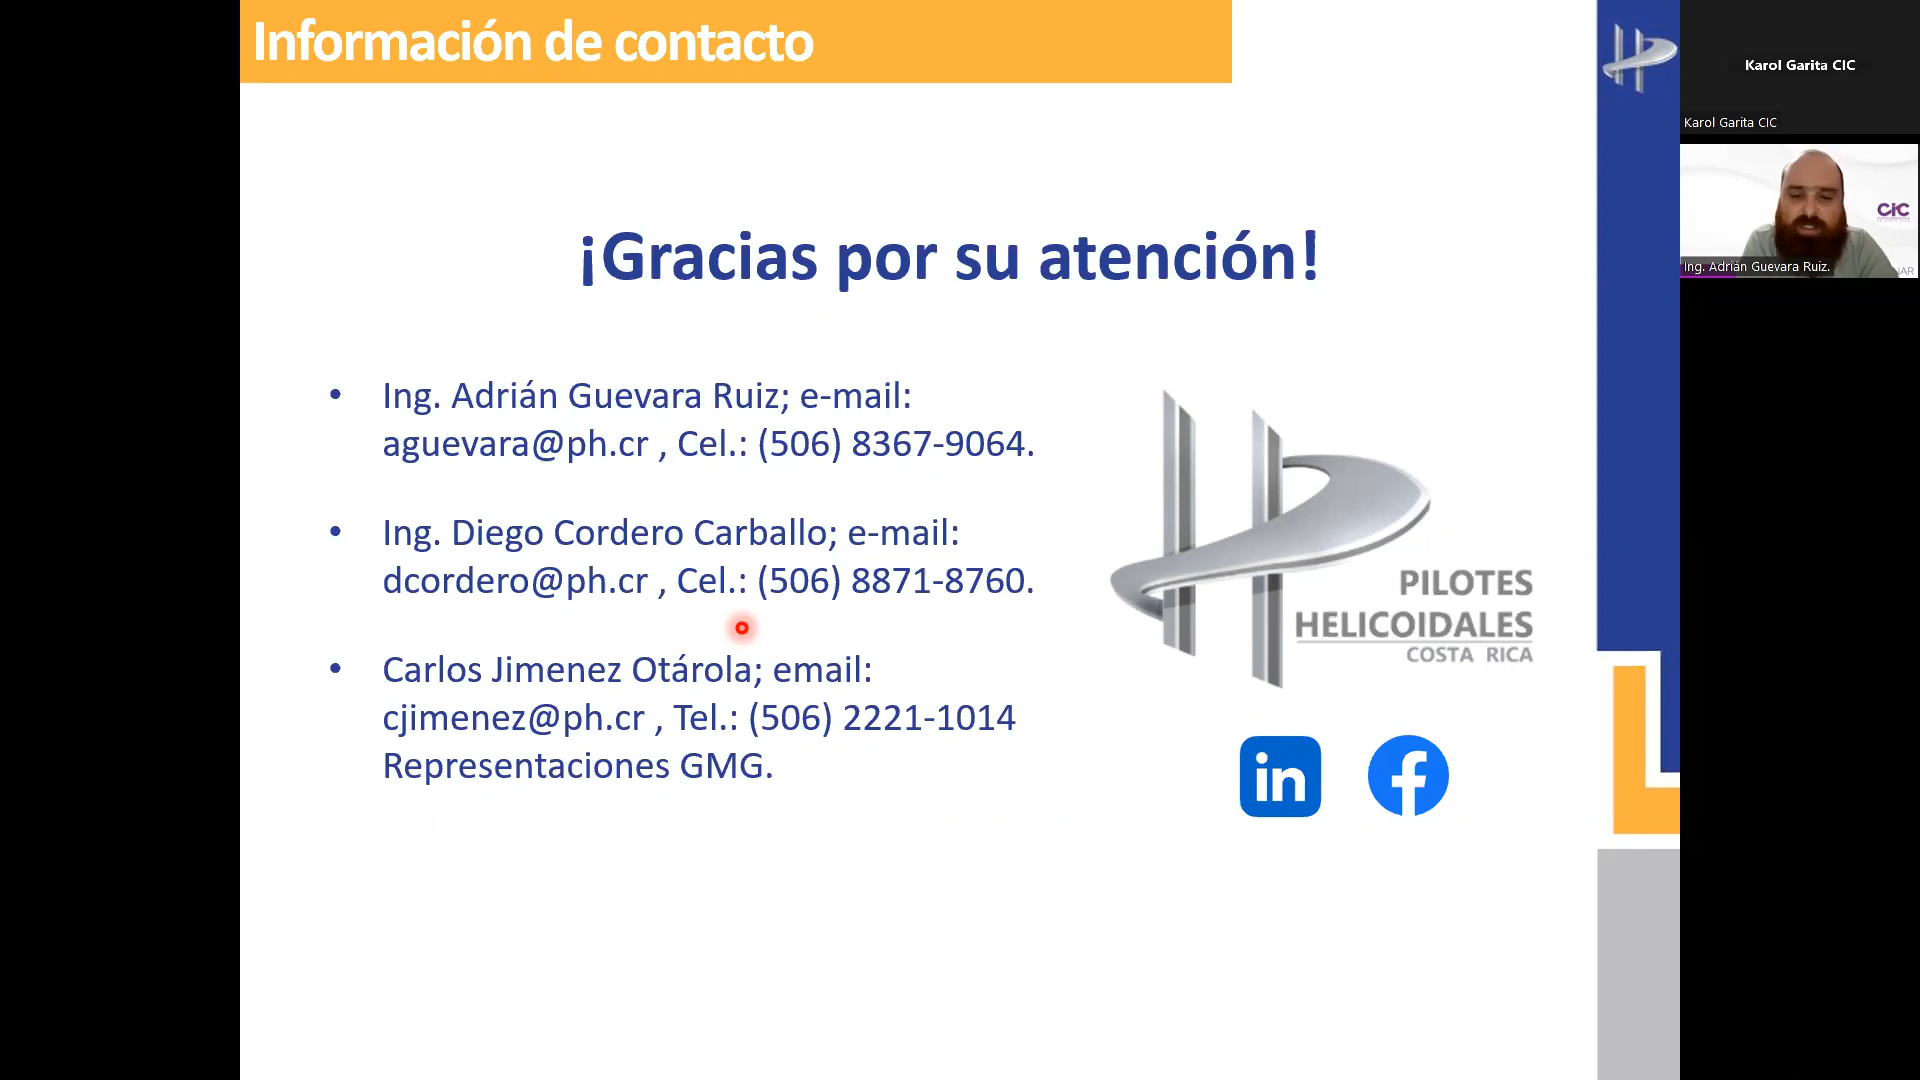 Información de contacto
¡Gracias por su atención!
• Ing. Adrián Guevara Ruiz; e-mail:
aguevara@ph.cr , Cel.: (506) 8367-9064.
• Ing. Diego Cordero Carballo; e-mail:
dcordero@ph.cr , Cel.: (506) 8871-8760.
• Carlos Jimenez Otárola; email:
cjimenez@ph.cr , Tel.: (506) 2221-1014
Representaciones GMG.
PILOTES
HELICOIDALES
COSTA RICA
in
Karol Garita CIC
Karol Garita CIC
CIC
Ing. Adrián Guevara Ruiz.